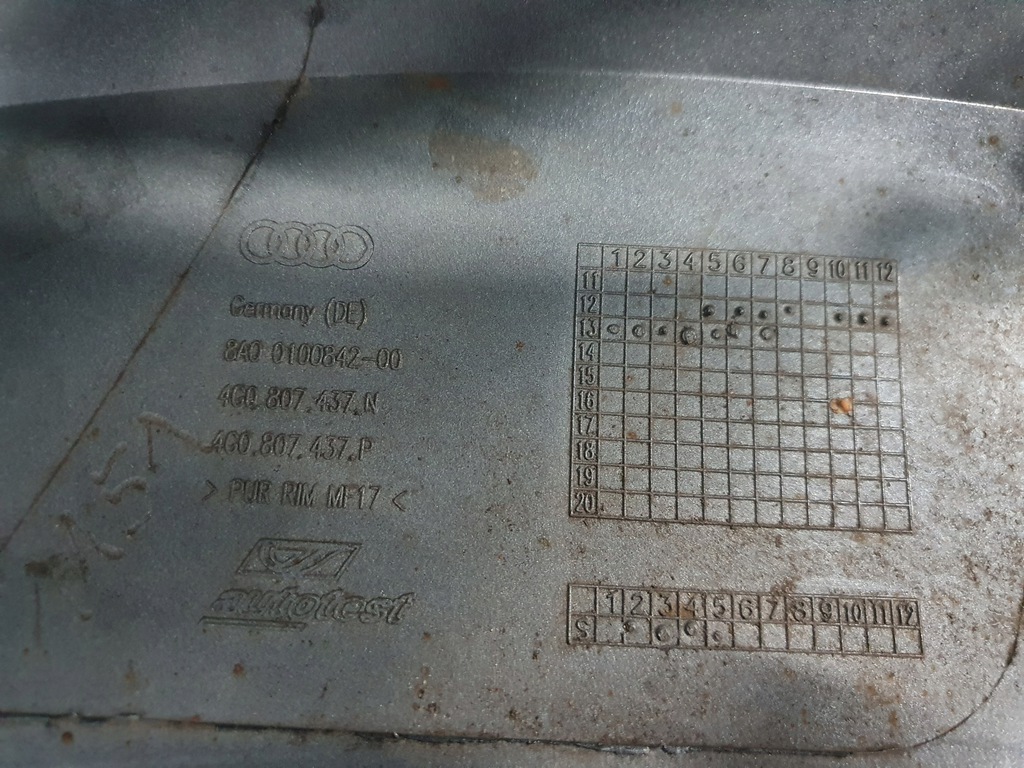 Germany (DE)
8A0 0100842-00
4G0.807.437.N
4G0.807.437.P
> PUR RIM MF17 <
autotest
1 2 3 4 5 6 7 8 9 10 11 12
11
12
13
14
15
16
17
18
19
20
1 2 3 4 5 6 7 8 9 10 11 12
S